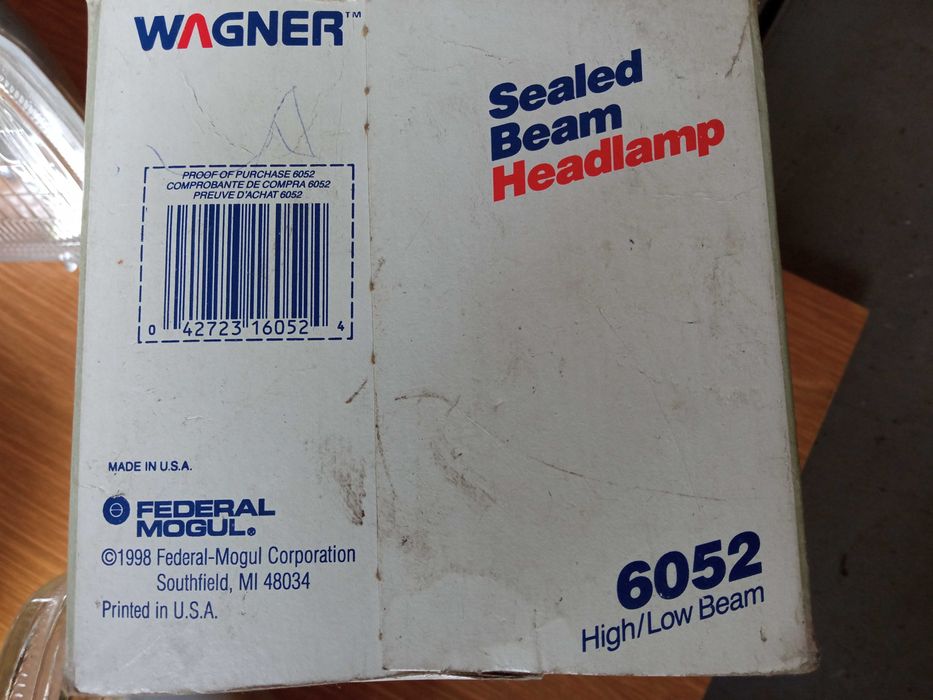 WAGNER™
Sealed
Beam
Headlamp
PROOF OF PURCHASE 6052
COMPROBANTE DE COMPRA 6052
PREUVE D'ACHAT 6052
0 42723 16052 4
MADE IN U.S.A.
FEDERAL
MOGUL®
©1998 Federal-Mogul Corporation
Southfield, MI 48034
Printed in U.S.A.
6052
High/Low Beam